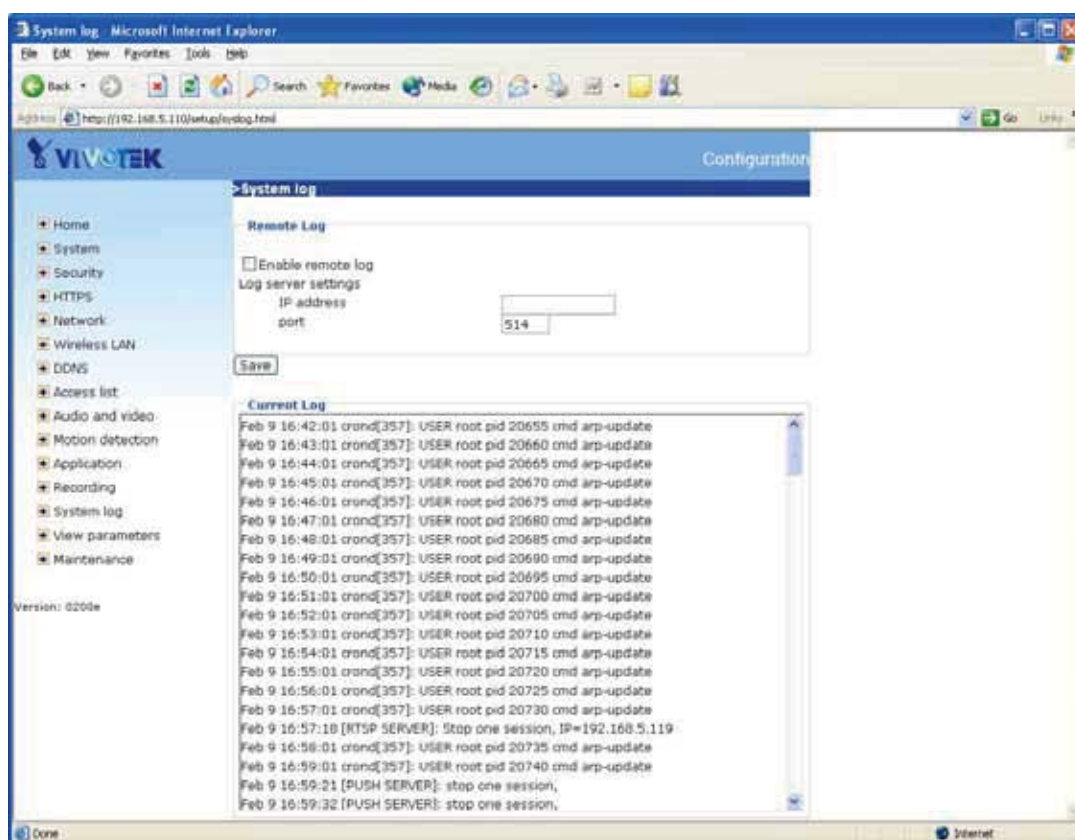 System log Microsoft Internet Explorer
File Edit View Favorites Tools Help
Back Search Favorites Media
Address http://192.168.5.110/setup/syslog.html Go Links
VIVOTEK
Configuration
>System log
Home
System
Security
HTTPS
Network
Wireless LAN
DDNS
Access list
Audio and video
Motion detection
Application
Recording
System log
View parameters
Maintenance
Version: 0200e
Remote Log
Enable remote log
Log server settings
IP address
port 514
Save
Current Log
Feb 9 16:42:01 crond[357]: USER root pid 20655 cmd arp-update
Feb 9 16:43:01 crond[357]: USER root pid 20660 cmd arp-update
Feb 9 16:44:01 crond[357]: USER root pid 20665 cmd arp-update
Feb 9 16:45:01 crond[357]: USER root pid 20670 cmd arp-update
Feb 9 16:46:01 crond[357]: USER root pid 20675 cmd arp-update
Feb 9 16:47:01 crond[357]: USER root pid 20680 cmd arp-update
Feb 9 16:48:01 crond[357]: USER root pid 20685 cmd arp-update
Feb 9 16:49:01 crond[357]: USER root pid 20690 cmd arp-update
Feb 9 16:50:01 crond[357]: USER root pid 20695 cmd arp-update
Feb 9 16:51:01 crond[357]: USER root pid 20700 cmd arp-update
Feb 9 16:52:01 crond[357]: USER root pid 20705 cmd arp-update
Feb 9 16:53:01 crond[357]: USER root pid 20710 cmd arp-update
Feb 9 16:54:01 crond[357]: USER root pid 20715 cmd arp-update
Feb 9 16:55:01 crond[357]: USER root pid 20720 cmd arp-update
Feb 9 16:56:01 crond[357]: USER root pid 20725 cmd arp-update
Feb 9 16:57:01 crond[357]: USER root pid 20730 cmd arp-update
Feb 9 16:57:18 [RTSP SERVER]: Stop one session, IP=192.168.5.119
Feb 9 16:58:01 crond[357]: USER root pid 20735 cmd arp-update
Feb 9 16:59:01 crond[357]: USER root pid 20740 cmd arp-update
Feb 9 16:59:21 [PUSH SERVER]: stop one session,
Feb 9 16:59:32 [PUSH SERVER]: stop one session,
Done
Internet